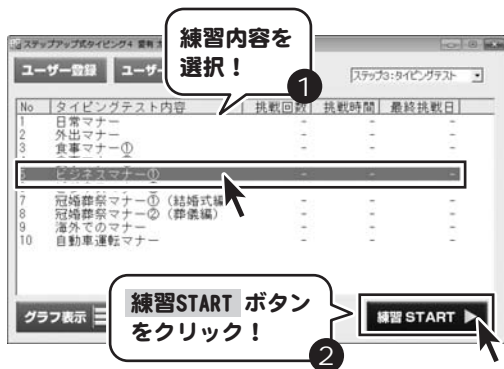 ステップアップ式タイピング4
練習内容を
選択！
1
ユーザー登録
ユーザー
ステップ3:タイピングテスト
No タイピングテスト内容 挑戦回数 挑戦時間 最終挑戦日
1 日常マナー - - -
2 外出マナー - - -
3 食事マナー① - - -
5 ビジネスマナー① - - -
7 冠婚葬祭マナー① (結婚式編 - - -
8 冠婚葬祭マナー② (葬儀編) - - -
9 海外でのマナー - - -
10 自動車運転マナー - - -
グラフ表示
練習START ボタン
をクリック！
2
練習 START ▶